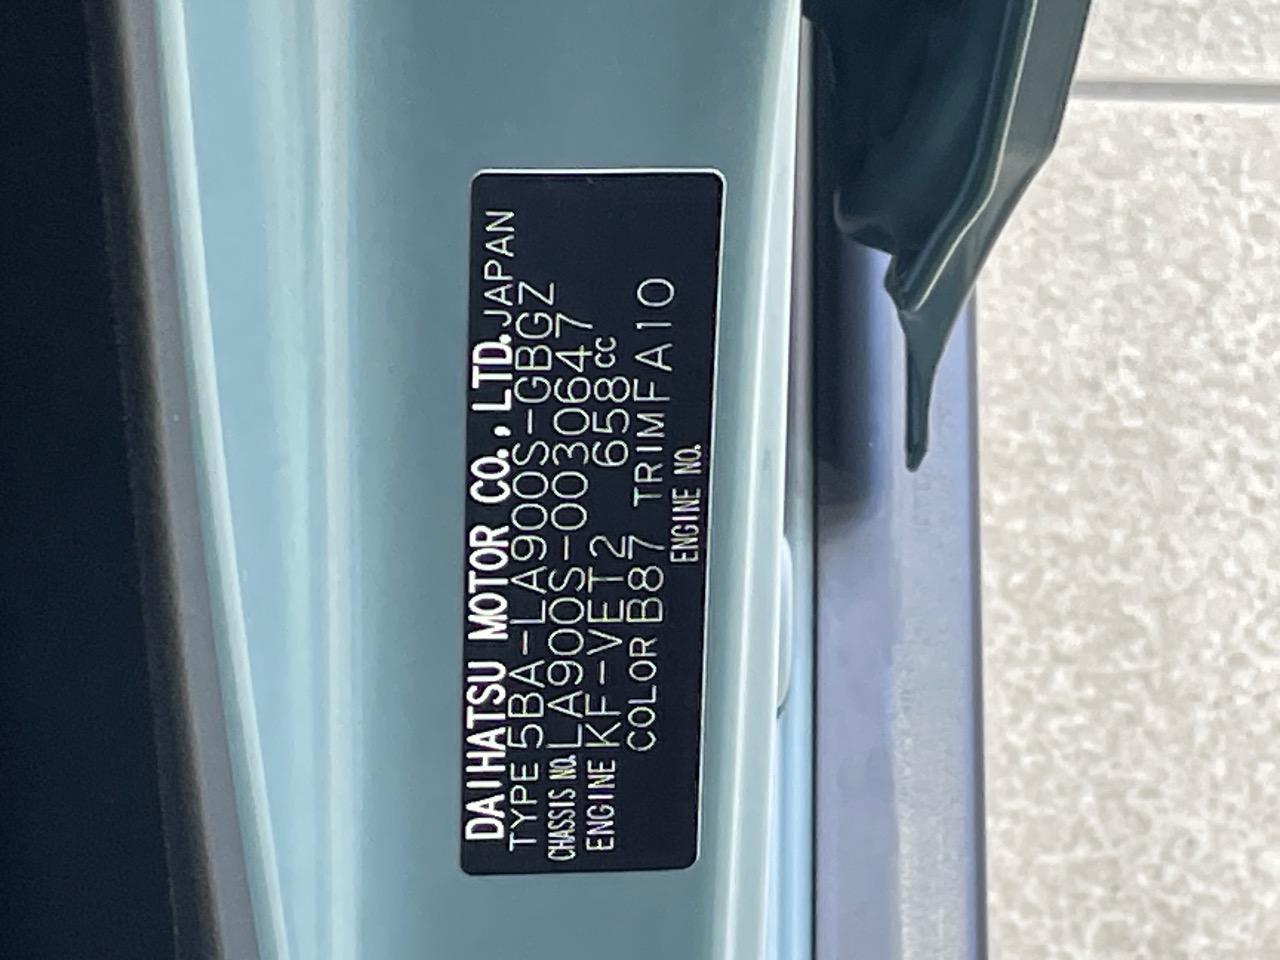 DAIHATSU MOTOR CO.,LTD.JAPAN
TYPE 5BA-LA900S-GBGZ
CHASSIS NO. LA900S-0030647
ENGINE KF-VET2 658cc
COLOR B87 TRIM FA10
ENGINE NO.